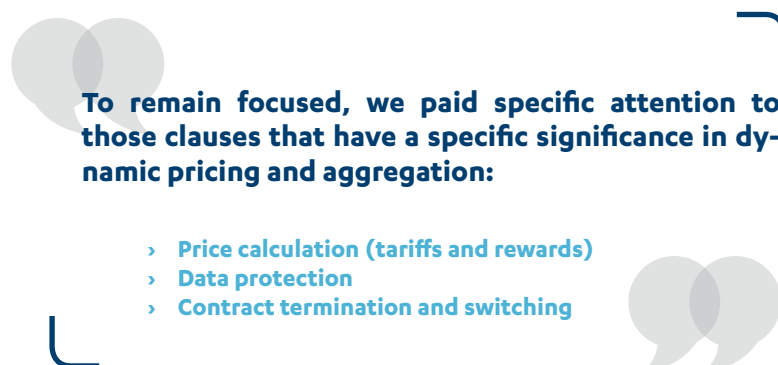 To remain focused, we paid specific attention to
those clauses that have a specific significance in dy-
namic pricing and aggregation:
› Price calculation (tariffs and rewards)
› Data protection
› Contract termination and switching